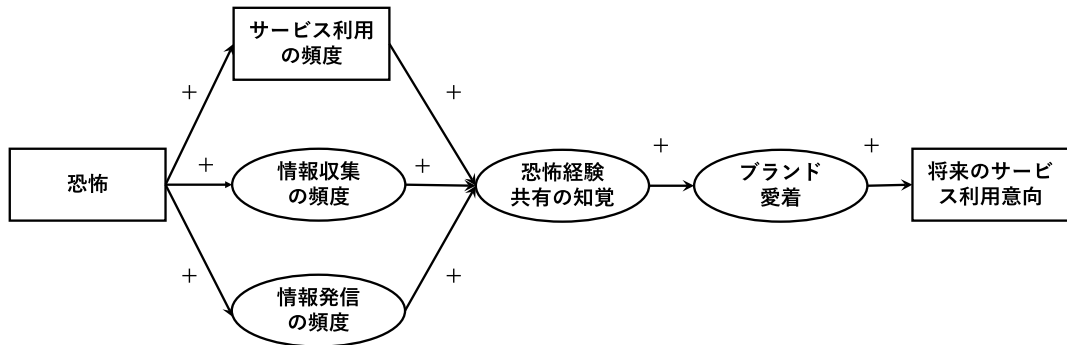 サービス利用
の頻度
+
+
恐怖
+
情報収集
の頻度
+
恐怖経験
共有の知覚
+
ブランド
愛着
+
将来のサービ
ス利用意向
+
+
情報発信
の頻度